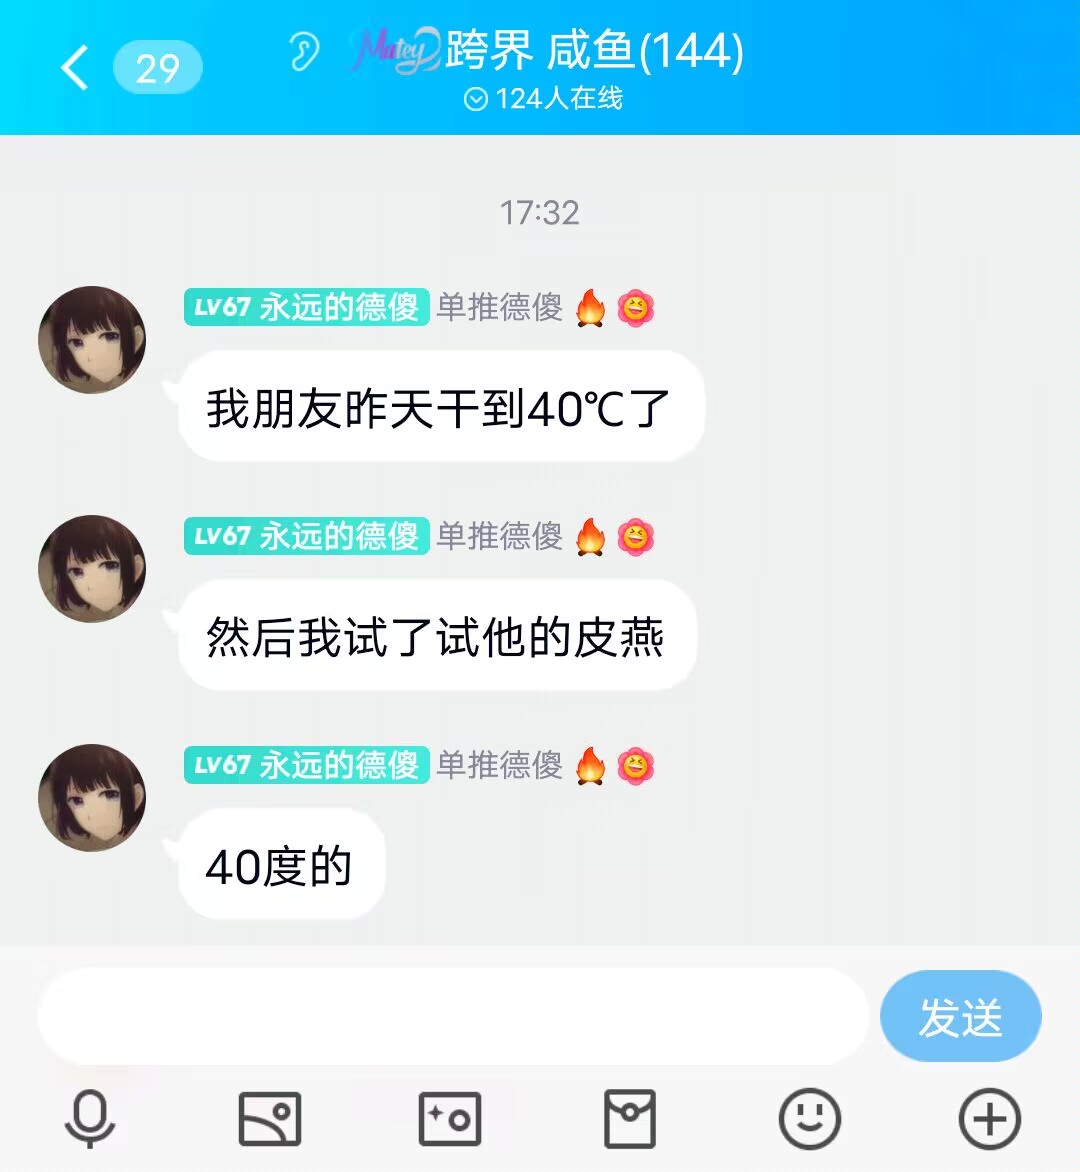 29
Matey 跨界 咸鱼(144)
124人在线
17:32
LV67 永远的德傻 单推德傻
我朋友昨天干到40℃了
LV67 永远的德傻 单推德傻
然后我试了试他的皮燕
LV67 永远的德傻 单推德傻
40度的
发送